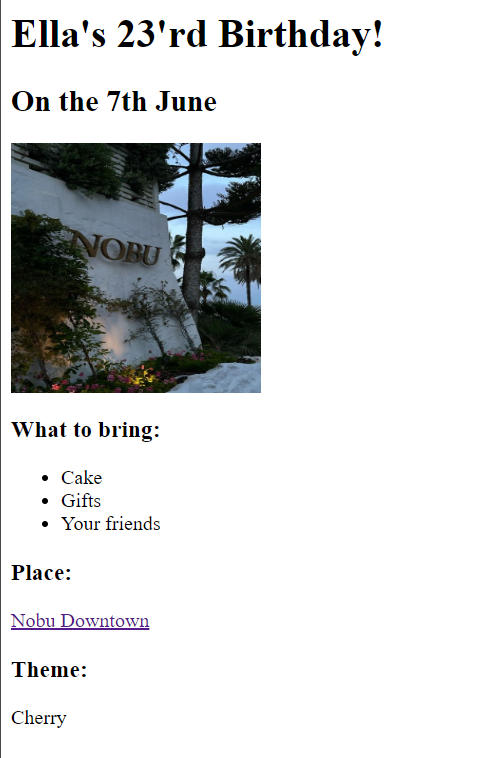 Ella's 23'rd Birthday!
On the 7th June
NOBU
What to bring:
Cake
Gifts
Your friends
Place:
Nobu Downtown
Theme:
Cherry